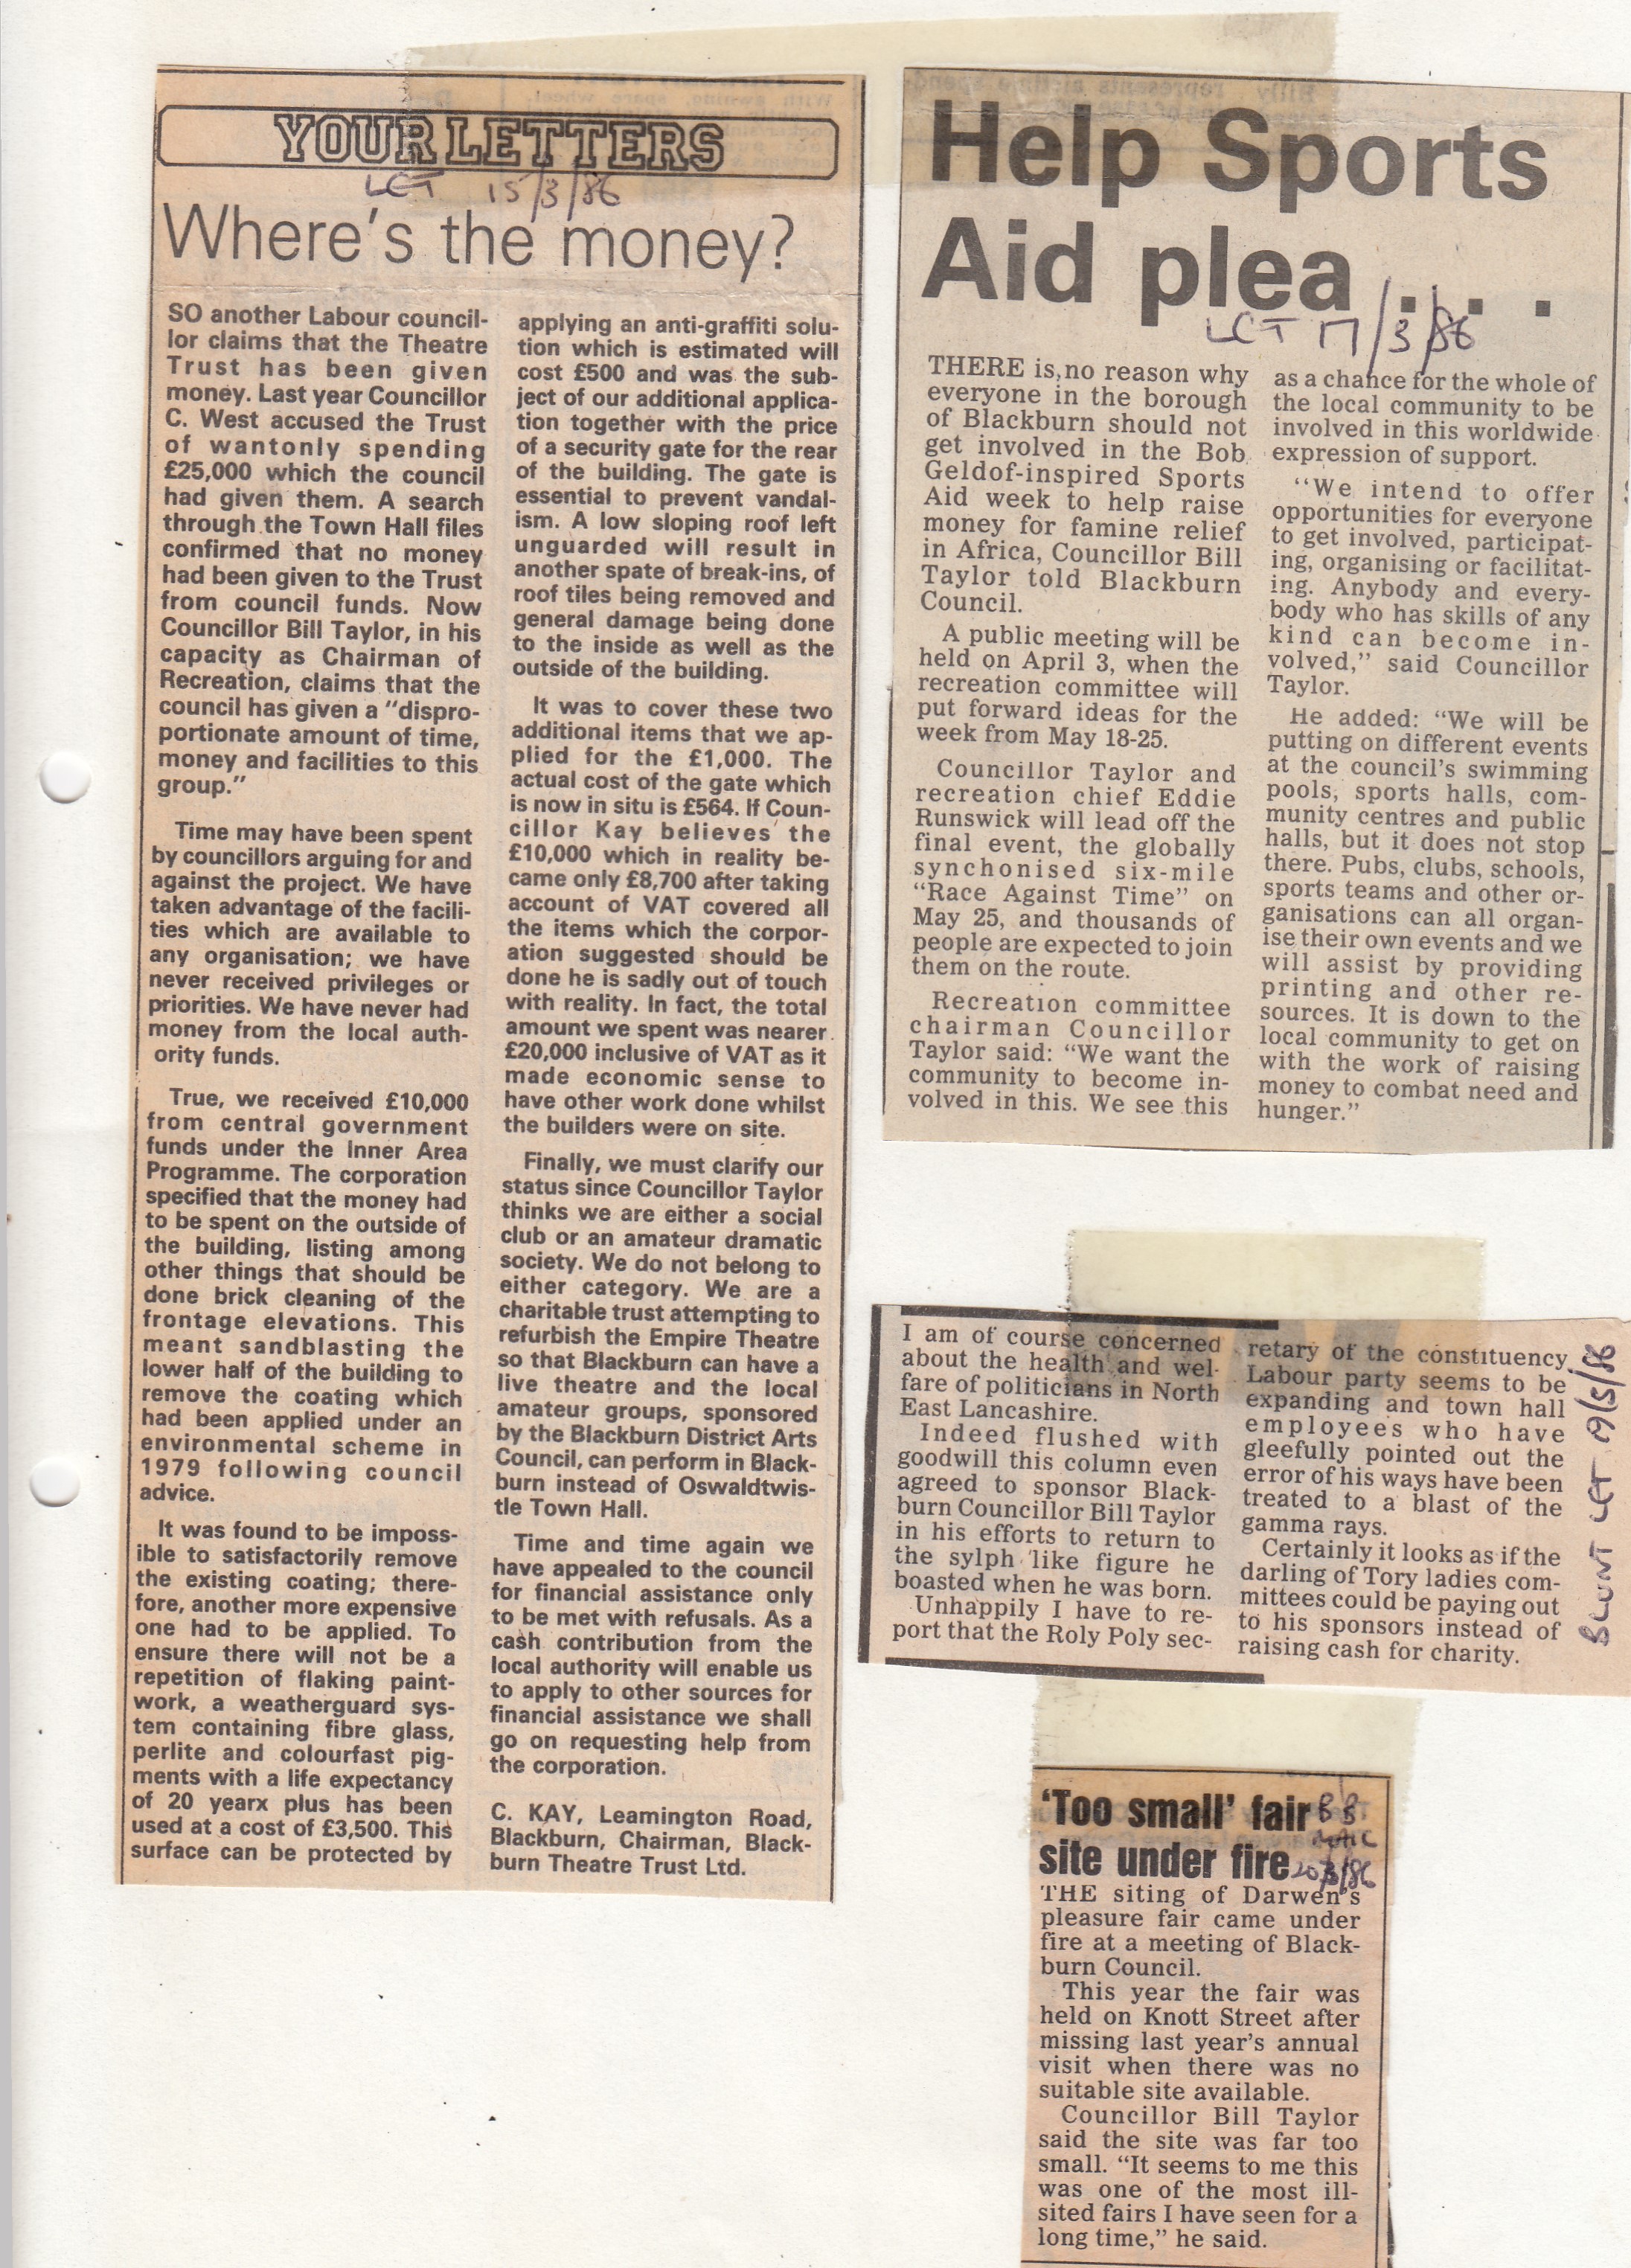 YOUR LETTERS
LET 15/3/86
Where's the money?
SO another Labour council-
lor claims that the Theatre
Trust has been given
money. Last year Councillor
C. West accused the Trust
of wantonly spending
£25,000 which the council
had given them. A search
through the Town Hall files
confirmed that no money
had been given to the Trust
from council funds. Now
Councillor Bill Taylor, in his
capacity as Chairman of
Recreation, claims that the
council has given a "dispro-
portionate amount of time,
money and facilities to this
group."
Time may have been spent
by councillors arguing for and
against the project. We have
taken advantage of the facili-
ties which are available to
any organisation; we have
never received privileges or
priorities. We have never had
money from the local auth-
ority funds.
True, we received £10,000
from central government
funds under the Inner Area
Programme. The corporation
specified that the money had
to be spent on the outside of
the building, listing among
other things that should be
done brick cleaning of the
frontage elevations. This
meant sandblasting the
lower half of the building to
remove the coating which
had been applied under an
environmental scheme in
1979 following council
advice.
It was found to be imposs-
ible to satisfactorily remove
the existing coating; there-
fore, another more expensive
one had to be applied. To
ensure there will not be a
repetition of flaking paint-
work, a weatherguard sys-
tem containing fibre glass,
perlite and colourfast pig-
ments with a life expectancy
of 20 yearx plus has been
used at a cost of £3,500. This
surface can be protected by
applying an anti-graffiti solu-
tion which is estimated will
cost £500 and was the sub-
ject of our additional applica-
tion together with the price
of a security gate for the rear
of the building. The gate is
essential to prevent vandal-
ism. A low sloping roof left
unguarded will result in
another spate of break-ins, of
roof tiles being removed and
general damage being done
to the inside as well as the
outside of the building.
It was to cover these two
additional items that we ap-
plied for the £1,000. The
actual cost of the gate which
is now in situ is £564. If Coun-
cillor Kay believes the
£10,000 which in reality be-
came only £8,700 after taking
account of VAT covered all
the items which the corpor-
ation suggested should be
done he is sadly out of touch
with reality. In fact, the total
amount we spent was nearer
£20,000 inclusive of VAT as it
made economic sense to
have other work done whilst
the builders were on site.
Finally, we must clarify our
status since Councillor Taylor
thinks we are either a social
club or an amateur dramatic
society. We do not belong to
either category. We are a
charitable trust attempting to
refurbish the Empire Theatre
so that Blackburn can have a
live theatre and the local
amateur groups, sponsored
by the Blackburn District Arts
Council, can perform in Black-
burn instead of Oswaldtwis-
tle Town Hall.
Time and time again we
have appealed to the council
for financial assistance only
to be met with refusals. As a
cash contribution from the
local authority will enable us
to apply to other sources for
financial assistance we shall
go on requesting help from
the corporation.
C. KAY, Leamington Road,
Blackburn, Chairman, Black-
burn Theatre Trust Ltd.
Help Sports
Aid plea . . .
LET 17/3/86
THERE is no reason why
everyone in the borough
of Blackburn should not
get involved in the Bob
Geldof-inspired Sports
Aid week to help raise
money for famine relief
in Africa, Councillor Bill
Taylor told Blackburn
Council.
A public meeting will be
held on April 3, when the
recreation committee will
put forward ideas for the
week from May 18-25.
Councillor Taylor and
recreation chief Eddie
Runswick will lead off the
final event, the globally
synchonised six-mile
"Race Against Time" on
May 25, and thousands of
people are expected to join
them on the route.
Recreation committee
chairman Councillor
Taylor said: "We want the
community to become in-
volved in this. We see this
as a chance for the whole of
the local community to be
involved in this worldwide
expression of support.
"We intend to offer
opportunities for everyone
to get involved, participat-
ing, organising or facilitat-
ing. Anybody and every-
body who has skills of any
kind can become in-
volved," said Councillor
Taylor.
He added: "We will be
putting on different events
at the council's swimming
pools, sports halls, com-
munity centres and public
halls, but it does not stop
there. Pubs, clubs, schools,
sports teams and other or-
ganisations can all organ-
ise their own events and we
will assist by providing
printing and other re-
sources. It is down to the
local community to get on
with the work of raising
money to combat need and
hunger."
I am of course concerned
about the health and wel-
fare of politicians in North
East Lancashire.
Indeed flushed with
goodwill this column even
agreed to sponsor Black-
burn Councillor Bill Taylor
in his efforts to return to
the sylph like figure he
boasted when he was born.
Unhappily I have to re-
port that the Roly Poly sec-
retary of the constituency
Labour party seems to be
expanding and town hall
employees who have
gleefully pointed out the
error of his ways have been
treated to a blast of the
gamma rays.
Certainly it looks as if the
darling of Tory ladies com-
mittees could be paying out
to his sponsors instead of
raising cash for charity.
BLUNT LET 19/3/86
'Too small' fair
site under fire
BB
20/3/86
THE siting of Darwen's
pleasure fair came under
fire at a meeting of Black-
burn Council.
This year the fair was
held on Knott Street after
missing last year's annual
visit when there was no
suitable site available.
Councillor Bill Taylor
said the site was far too
small. "It seems to me this
was one of the most ill-
sited fairs I have seen for a
long time," he said.